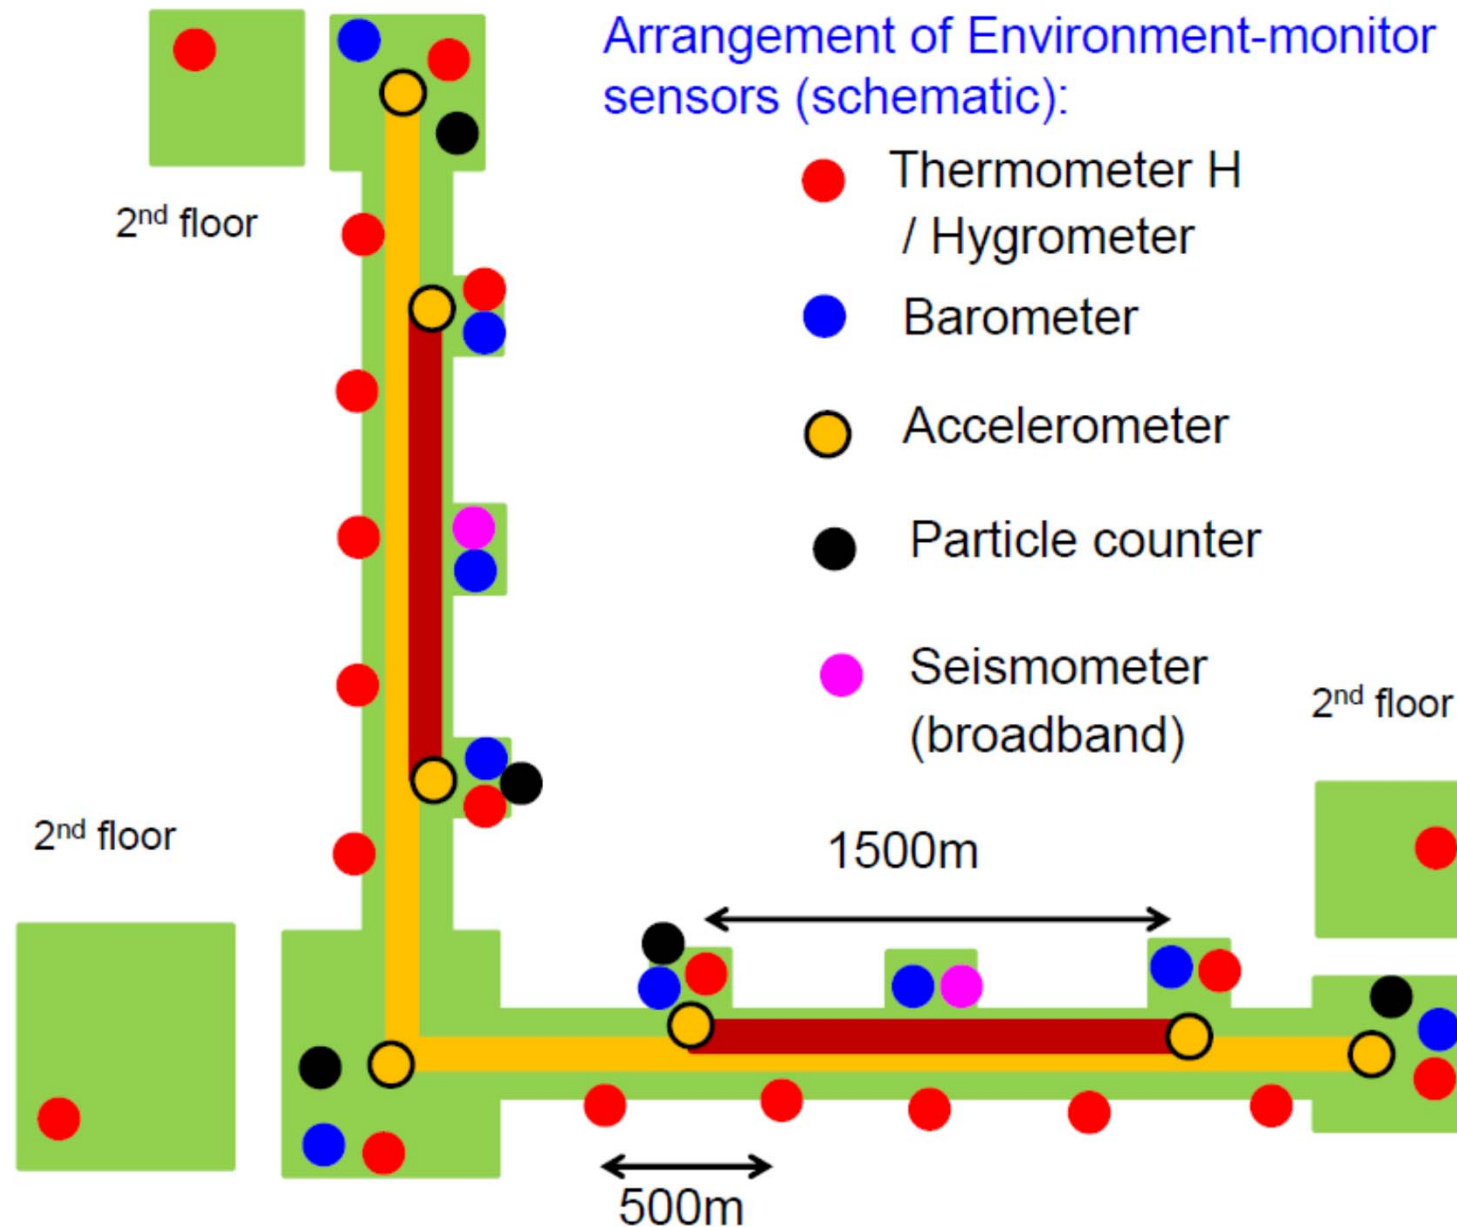 Arrangement of Environment-monitor
sensors (schematic):
Thermometer H
/ Hygrometer
Barometer
Accelerometer
Particle counter
Seismometer
(broadband)
2nd floor
2nd floor
2nd floor
1500m
500m